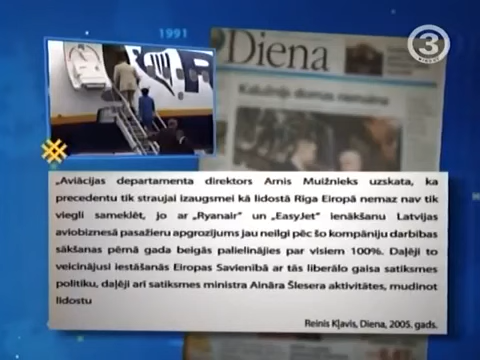 1991
Diena
3
„Aviācijas departamenta direktors Arnis Muižnieks uzskata, ka
precedentu tik straujai izaugsmei kā lidostā Rīga Eiropā nemaz nav tik
viegli sameklēt, jo ar „Ryanair" un „EasyJet" ienākšanu Latvijas
aviobiznesā pasažieru apgrozījums jau neilgi pēc šo kompāniju darbības
sākšanas pērnā gada beigās palielinājies par visiem 100%. Daļēji to
veicinājusi iestāšanās Eiropas Savienībā ar tās liberālo gaisa satiksmes
politiku, daļēji arī satiksmes ministra Aināra Šlesera aktivitātes, mudinot
lidostu
Reinis Kļavis, Diena, 2005. gads.